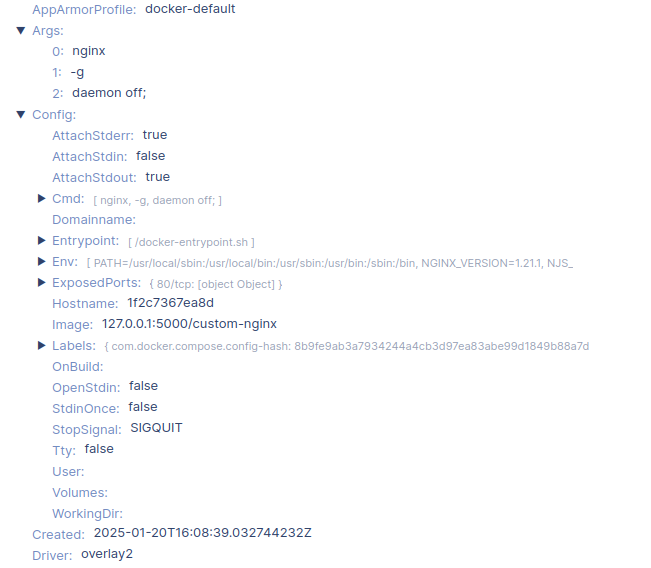 AppArmorProfile: docker-default
Args:
0: nginx
1: -g
2: daemon off;
Config:
AttachStderr: true
AttachStdin: false
AttachStdout: true
Cmd: [ nginx, -g, daemon off; ]
Domainname:
Entrypoint: [ /docker-entrypoint.sh ]
Env: [ PATH=/usr/local/sbin:/usr/local/bin:/usr/sbin:/usr/bin:/sbin:/bin, NGINX_VERSION=1.21.1, NJS_
ExposedPorts: { 80/tcp: [object Object] }
Hostname: 1f2c7367ea8d
Image: 127.0.0.1:5000/custom-nginx
Labels: { com.docker.compose.config-hash: 8b9fe9ab3a7934244a4cb3d97ea83abe99d1849b88a7d
OnBuild:
OpenStdin: false
StdinOnce: false
StopSignal: SIGQUIT
Tty: false
User:
Volumes:
WorkingDir:
Created: 2025-01-20T16:08:39.032744232Z
Driver: overlay2